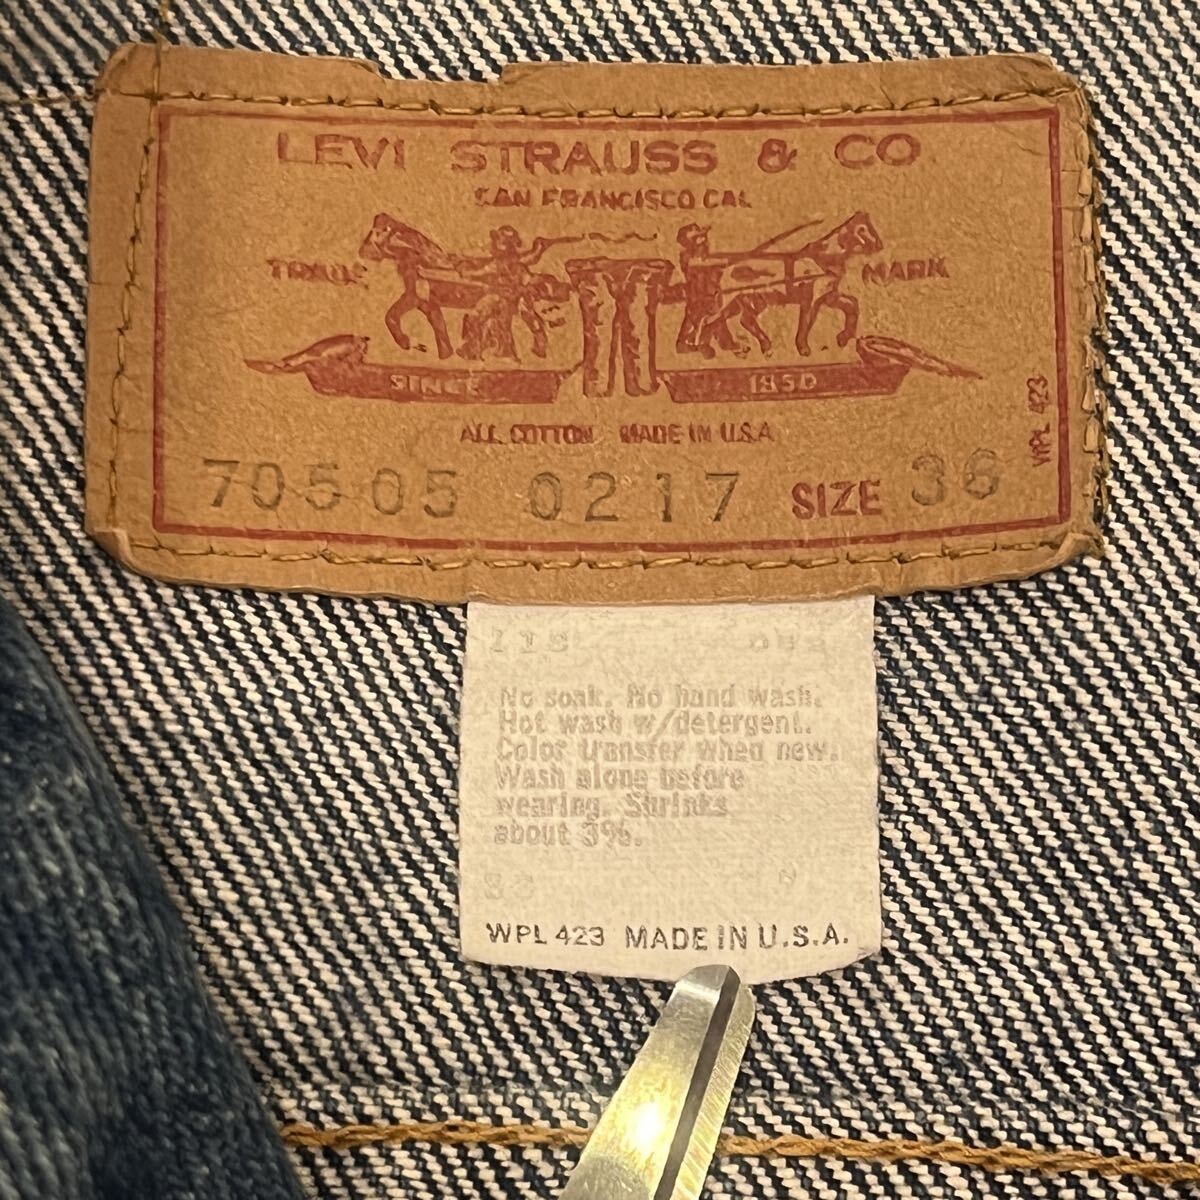 LEVI STRAUSS & CO
SAN FRANCISCO CAL
TRADE MARK
SINCE 1850
ALL COTTON MADE IN U.S.A
WPL 423
70505 0217 SIZE 36
No soak. No hand wash.
Hot wash w/detergent.
Color transfer when new.
Wash alone before
wearing. Shrinks
about 3%.
WPL 423 MADE IN U.S.A.